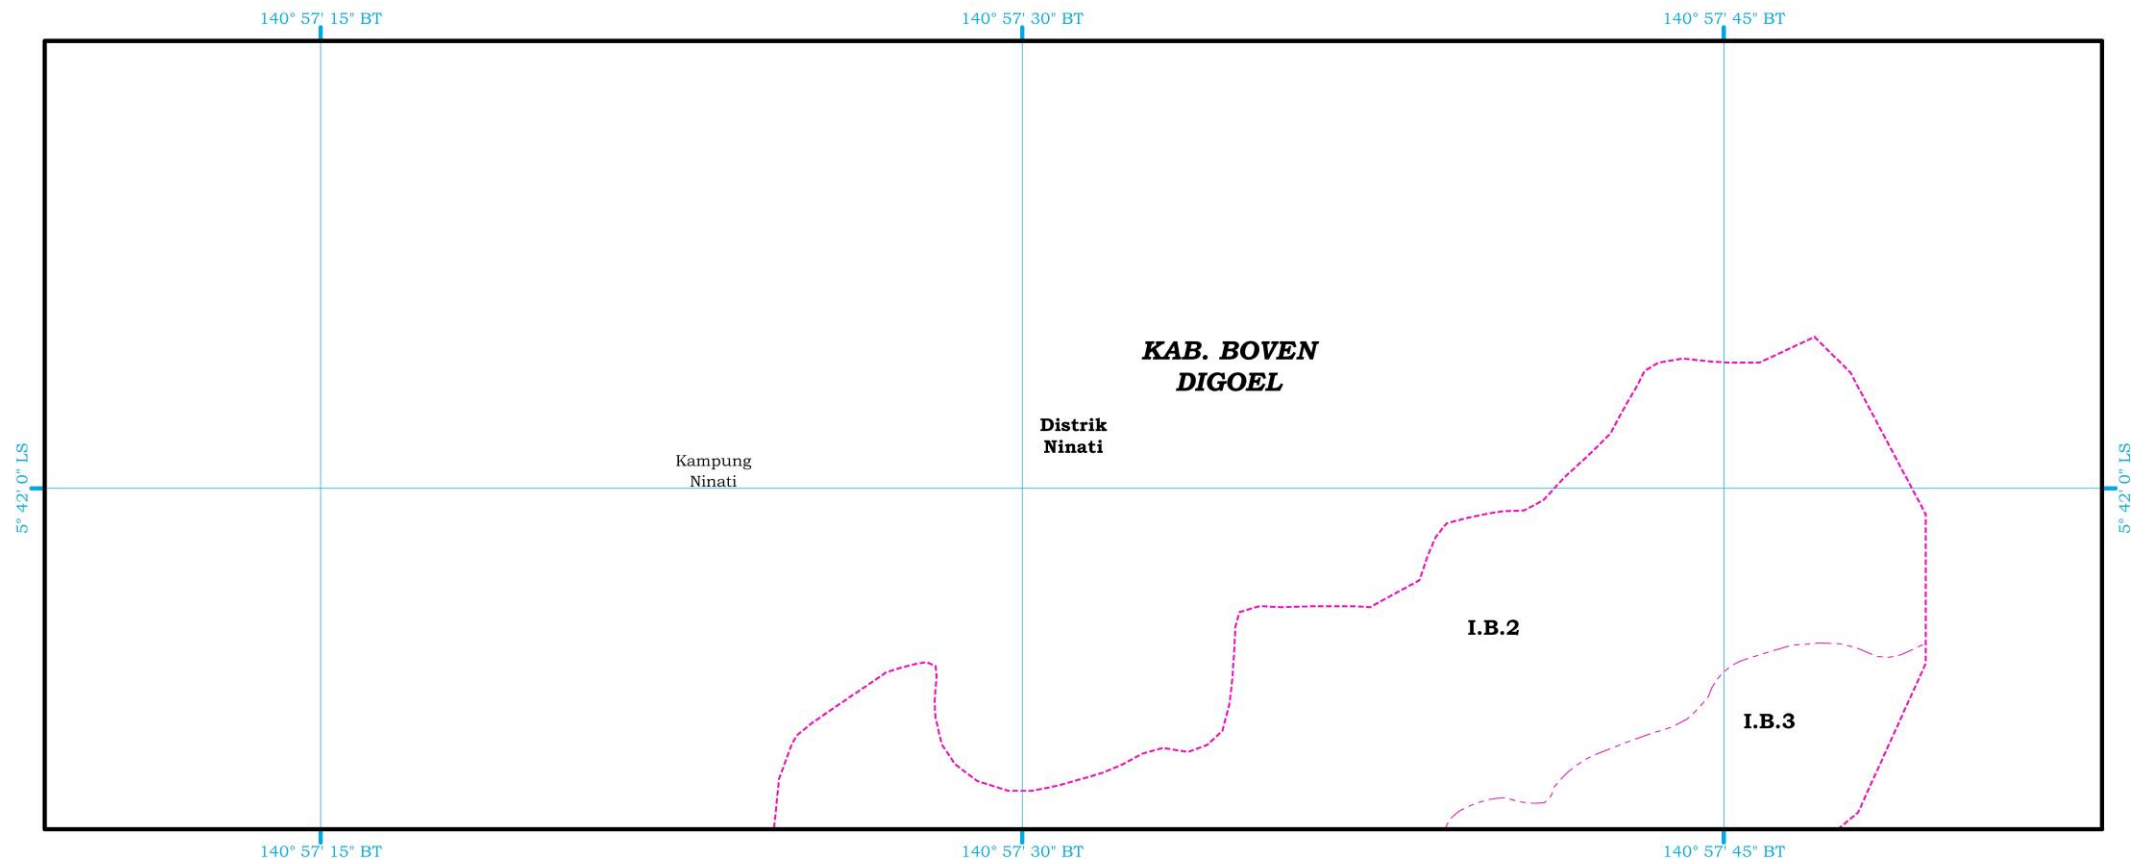 140° 57' 15" BT
140° 57' 30" BT
140° 57' 45" BT
KAB. BOVEN
DIGOEL
Distrik
Ninati
Kampung
Ninati
5° 42' 0" LS
5° 42' 0" LS
I.B.2
I.B.3
140° 57' 15" BT
140° 57' 30" BT
140° 57' 45" BT